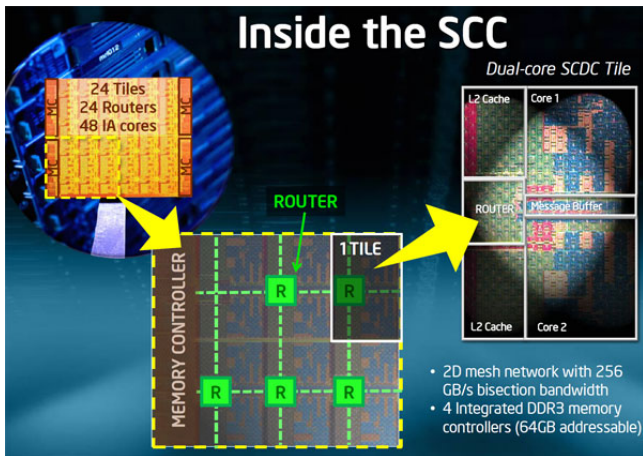 Inside the SCC
Dual-core SCDC Tile
24 Tiles
24 Routers
48 IA cores
MC
MC
MC
MC
L2 Cache
Core 1
ROUTER
Message Buffer
L2 Cache
Core 2
ROUTER
1 TILE
MEMORY CONTROLLER
R
R
R
R
R
• 2D mesh network with 256
GB/s bisection bandwidth
• 4 Integrated DDR3 memory
controllers (64GB addressable)